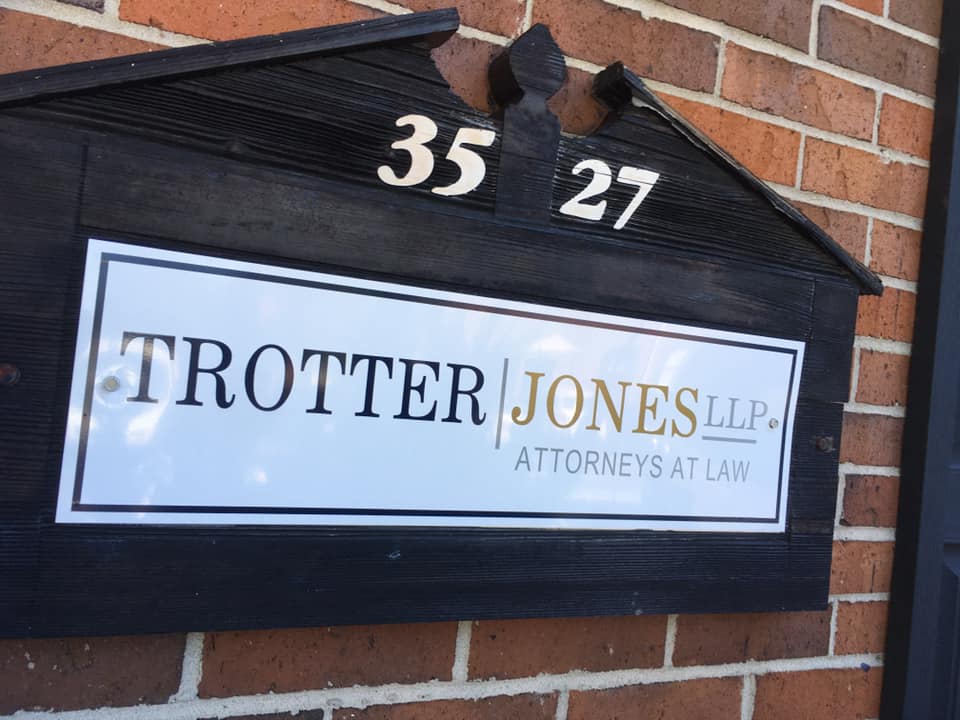 35 27
TROTTER JONES LLP
ATTORNEYS AT LAW